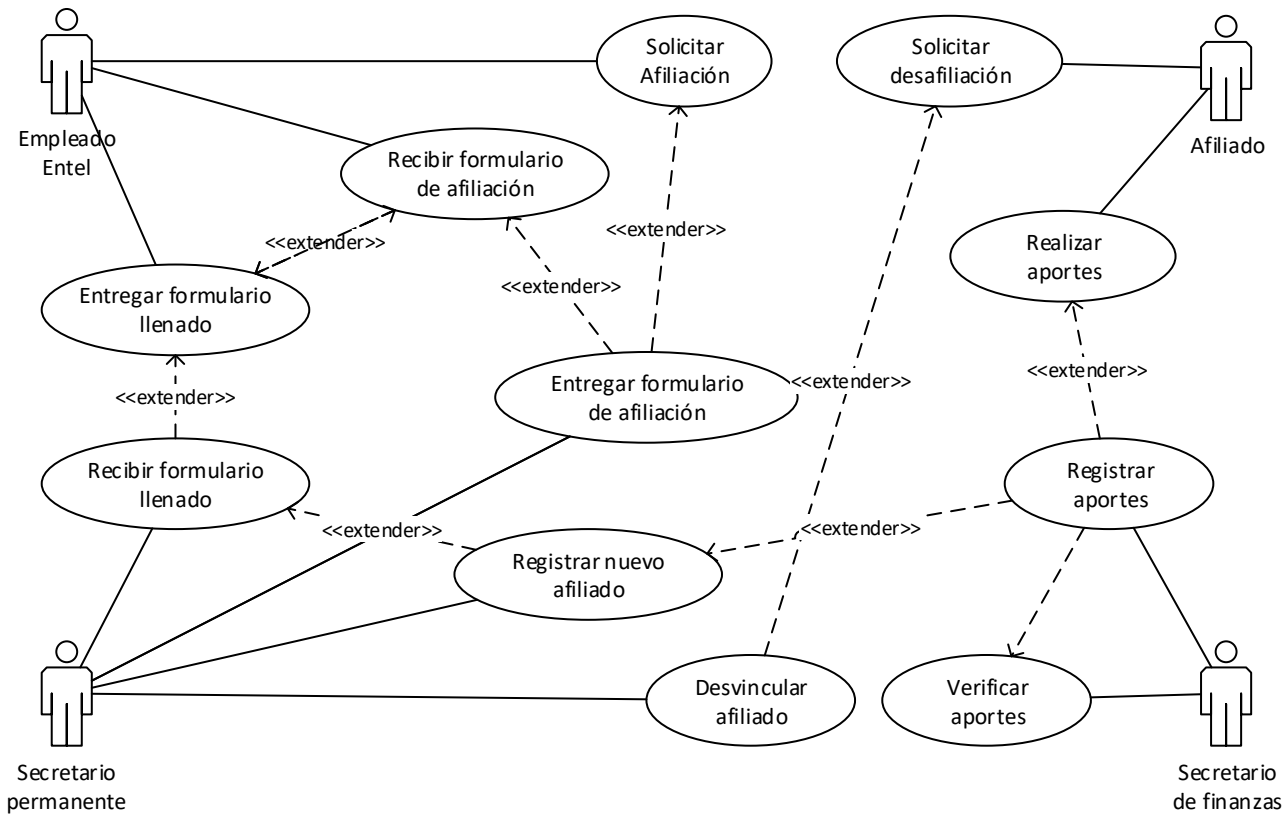 Solicitar
Afiliación
Solicitar
desafiliación
Empleado
Entel
Afiliado
Recibir formulario
de afiliación
<<extender>>
<<extender>>
Realizar
aportes
Entregar formulario
llenado
<<extender>>
<<extender>>
Entregar formulario
de afiliación
<<extender>>
<<extender>>
Recibir formulario
llenado
Registrar
aportes
<<extender>>
<<extender>>
Registrar nuevo
afiliado
Desvincular
afiliado
Verificar
aportes
Secretario
permanente
Secretario
de finanzas